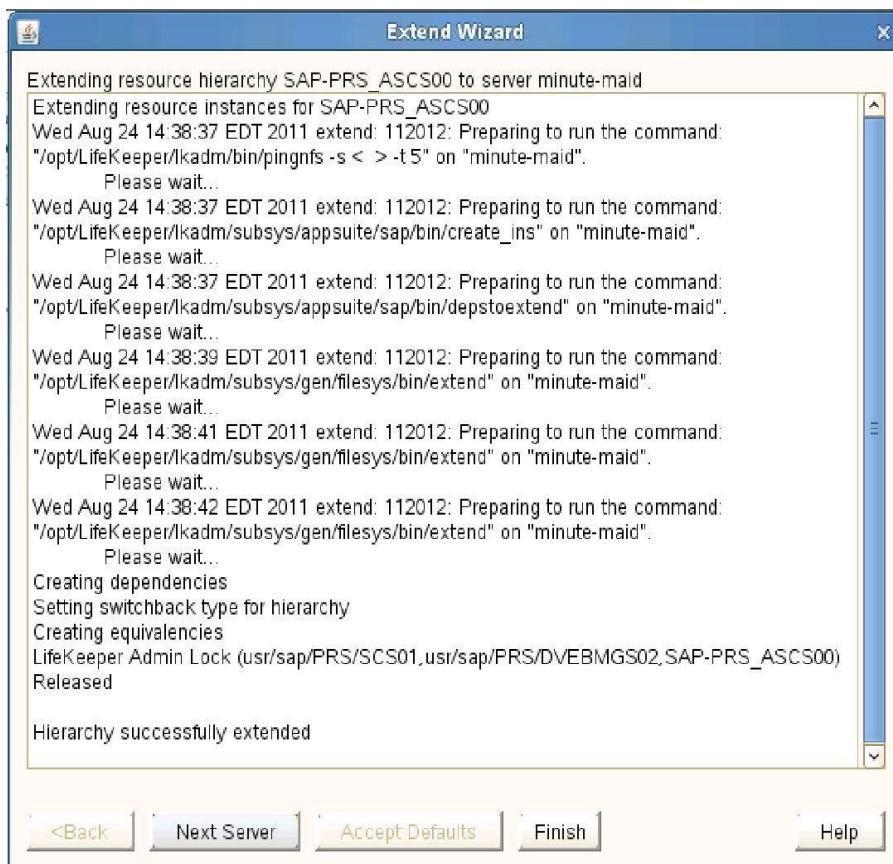 Extend Wizard
Extending resource hierarchy SAP-PRS_ASCS00 to server minute-maid
Extending resource instances for SAP-PRS_ASCS00
Wed Aug 24 14:38:37 EDT 2011 extend: 112012: Preparing to run the command:
"/opt/LifeKeeper/lkadm/bin/pingnfs -s < > -t 5" on "minute-maid".
Please wait...
Wed Aug 24 14:38:37 EDT 2011 extend: 112012: Preparing to run the command:
"/opt/LifeKeeper/lkadm/subsys/appsuite/sap/bin/create_ins" on "minute-maid".
Please wait...
Wed Aug 24 14:38:37 EDT 2011 extend: 112012: Preparing to run the command:
"/opt/LifeKeeper/lkadm/subsys/appsuite/sap/bin/depstoextend" on "minute-maid".
Please wait...
Wed Aug 24 14:38:39 EDT 2011 extend: 112012: Preparing to run the command:
"/opt/LifeKeeper/lkadm/subsys/gen/filesys/bin/extend" on "minute-maid".
Please wait...
Wed Aug 24 14:38:41 EDT 2011 extend: 112012: Preparing to run the command:
"/opt/LifeKeeper/lkadm/subsys/gen/filesys/bin/extend" on "minute-maid".
Please wait...
Wed Aug 24 14:38:42 EDT 2011 extend: 112012: Preparing to run the command:
"/opt/LifeKeeper/lkadm/subsys/gen/filesys/bin/extend" on "minute-maid".
Please wait...
Creating dependencies
Setting switchback type for hierarchy
Creating equivalencies
LifeKeeper Admin Lock (usr/sap/PRS/SCS01,usr/sap/PRS/DVEBMGS02,SAP-PRS_ASCS00)
Released
Hierarchy successfully extended
<Back Next Server Accept Defaults Finish Help